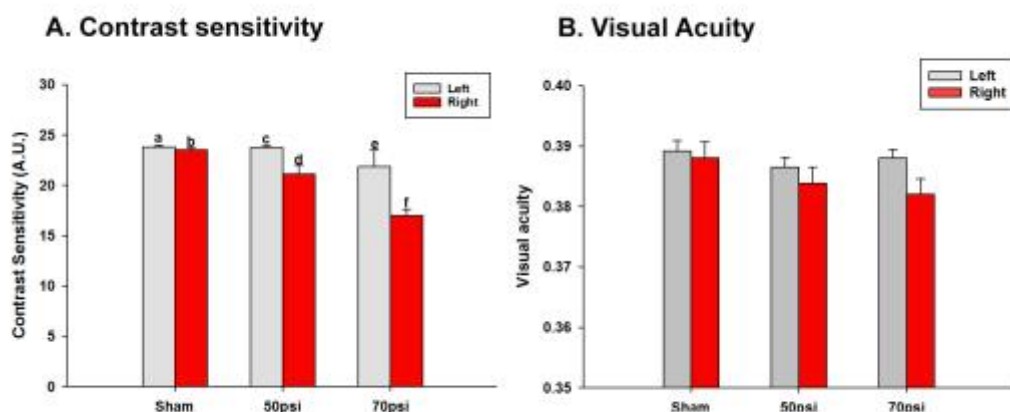 A. Contrast sensitivity
Contrast Sensitivity (A.U.)
30
25
20
15
10
5
0
Left
Right
a
b
c
d
e
f
Sham
50psi
70psi
B. Visual Acuity
Visual acuity
0.40
0.39
0.38
0.37
0.36
0.35
Left
Right
Sham
50psi
70psi